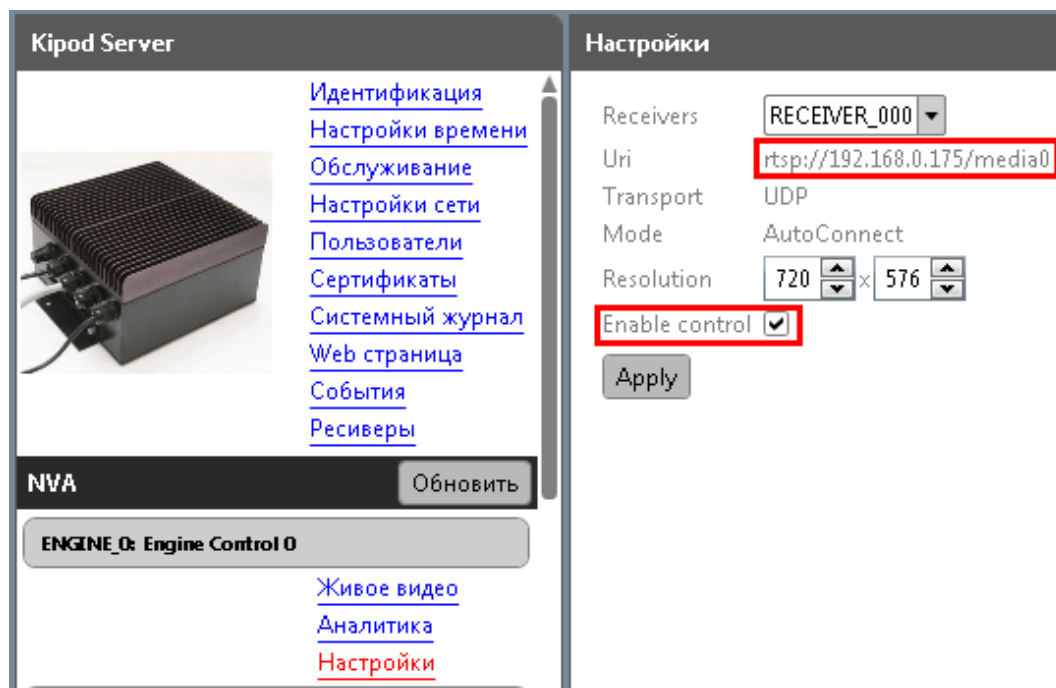 Kipod Server
Идентификация
Настройки времени
Обслуживание
Настройки сети
Пользователи
Сертификаты
Системный журнал
Web страница
События
Ресиверы
NVA
Обновить
ENGINE_0: Engine Control 0
Живое видео
Аналитика
Настройки
Настройки
Receivers RECEIVER_000
Uri rtsp://192.168.0.175/media0
Transport UDP
Mode AutoConnect
Resolution 720 x 576
Enable control
Apply